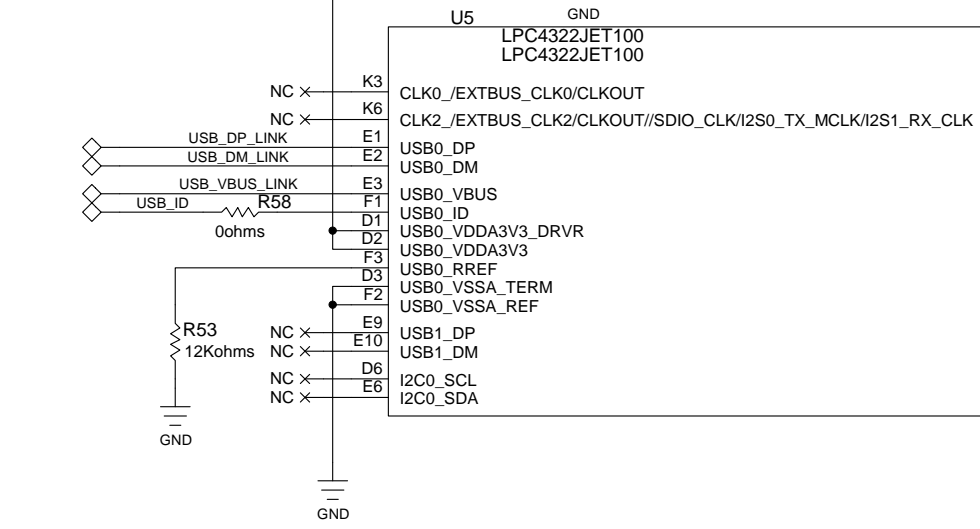 U5 GND
LPC4322JET100
LPC4322JET100
NC K3 CLK0_/EXTBUS_CLK0/CLKOUT
NC K6 CLK2_/EXTBUS_CLK2/CLKOUT//SDIO_CLK/I2S0_TX_MCLK/I2S1_RX_CLK
USB_DP_LINK E1 USB0_DP
USB_DM_LINK E2 USB0_DM
USB_VBUS_LINK E3 USB0_VBUS
USB_ID R58 F1 USB0_ID
0ohms D1 USB0_VDDA3V3_DRVR
D2 USB0_VDDA3V3
F3 USB0_RREF
D3 USB0_VSSA_TERM
F2 USB0_VSSA_REF
R53 NC E9 USB1_DP
12Kohms NC E10 USB1_DM
NC D6 I2C0_SCL
NC E6 I2C0_SDA
GND
GND